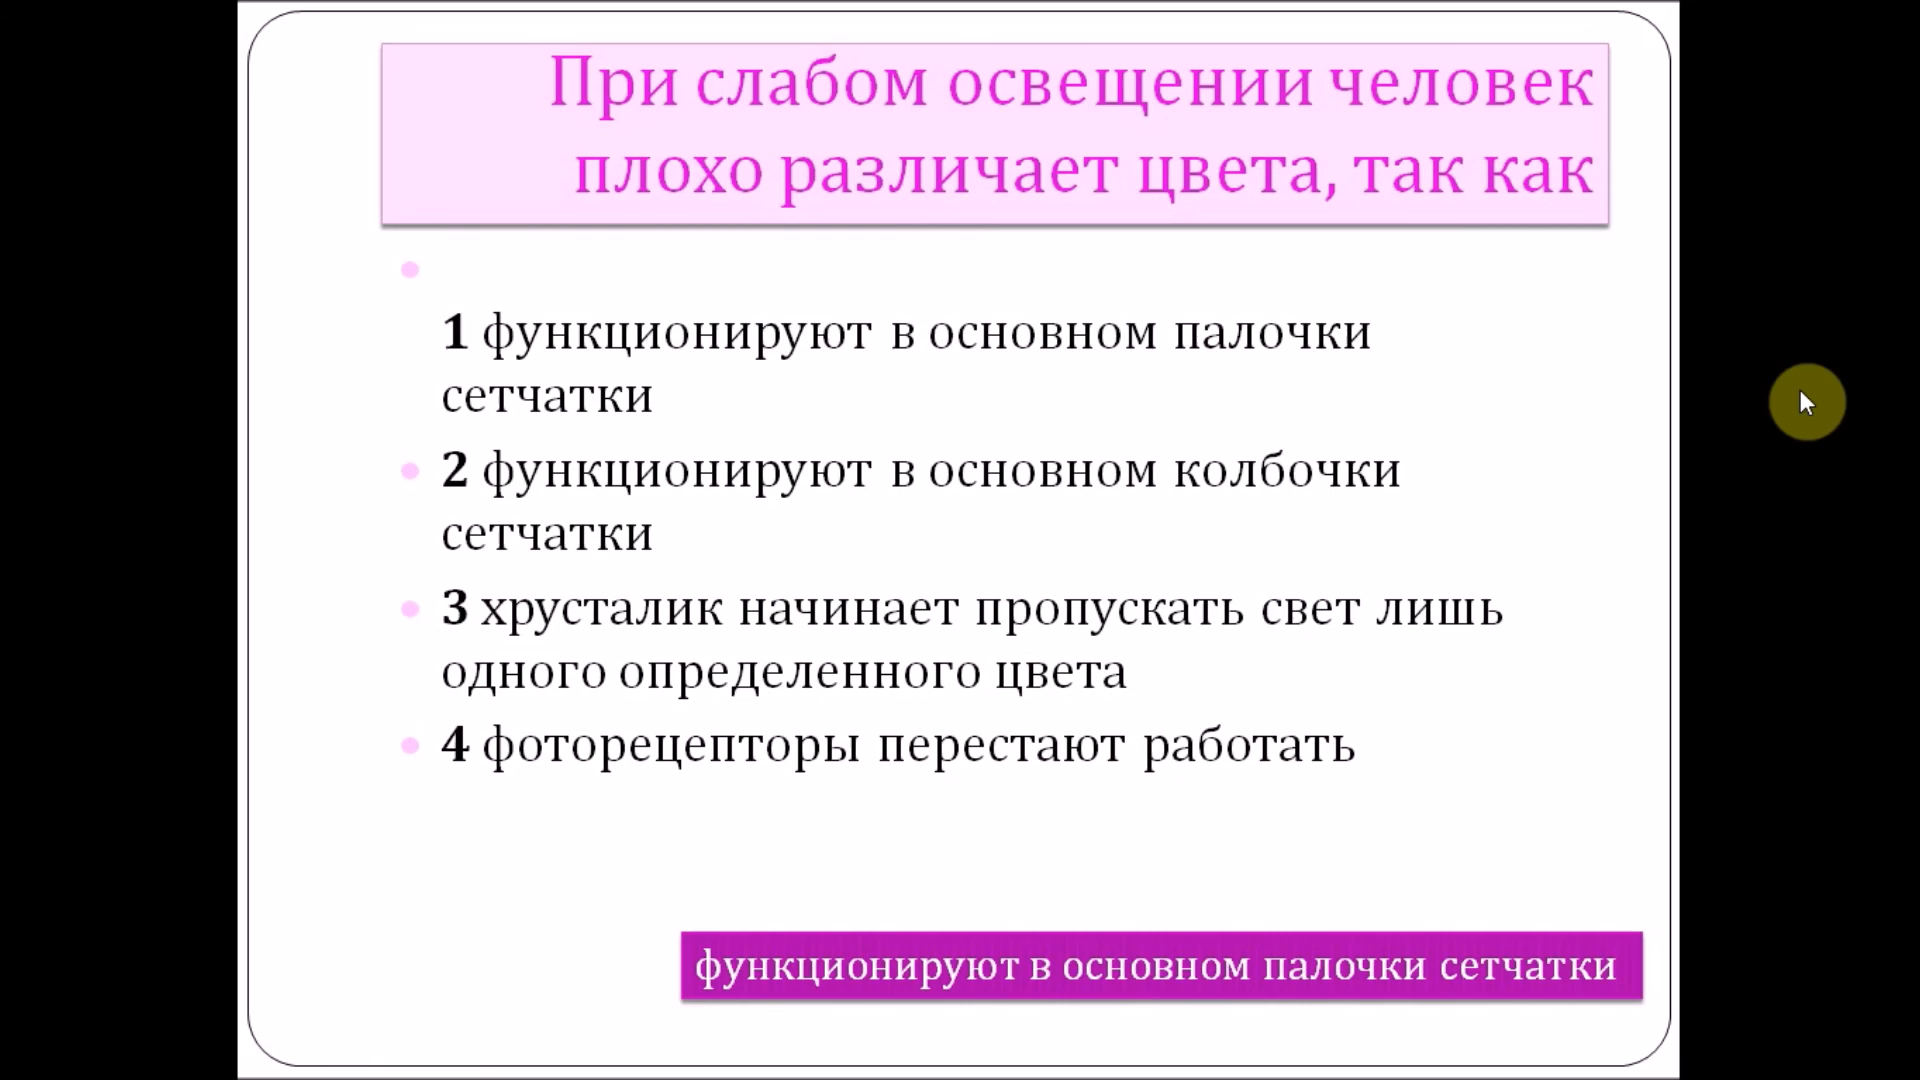 При слабом освещении человек
плохо различает цвета, так как
1 функционируют в основном палочки
сетчатки
2 функционируют в основном колбочки
сетчатки
3 хрусталик начинает пропускать свет лишь
одного определенного цвета
4 фоторецепторы перестают работать
функционируют в основном палочки сетчатки